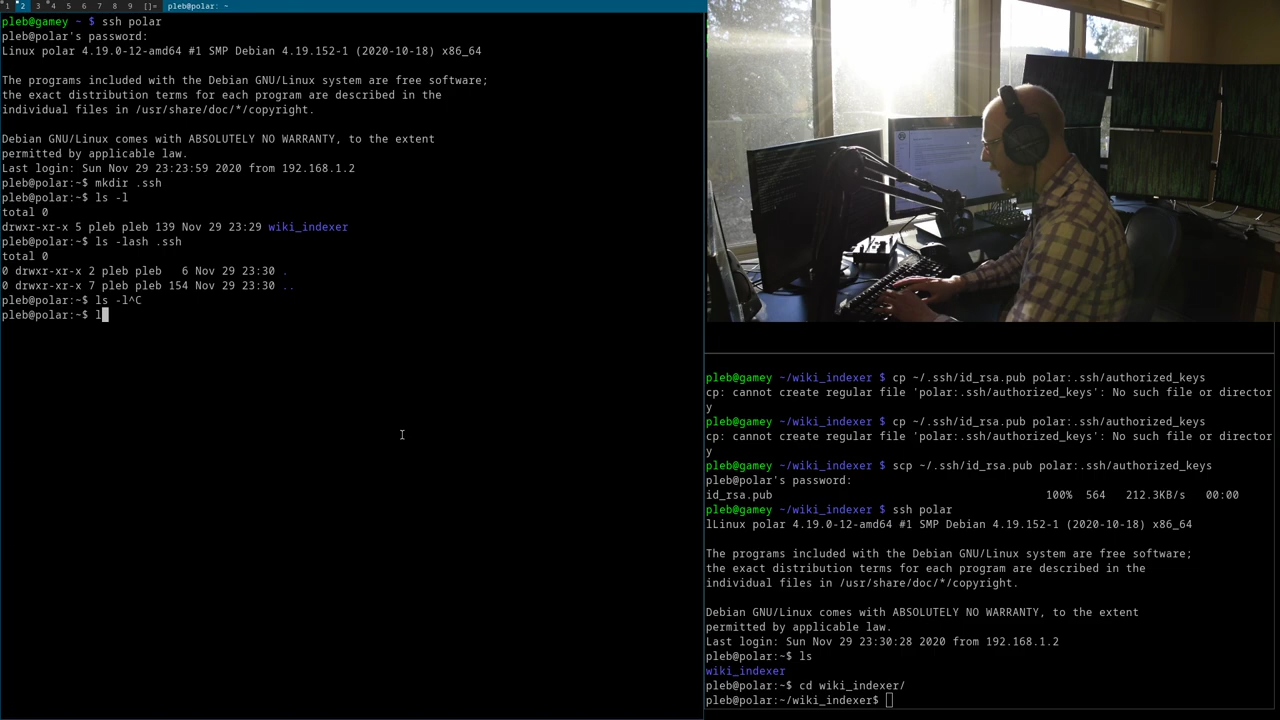 1 2 3 4 5 6 7 8 9 []= pleb@polar: ~
pleb@gamey ~ $ ssh polar
pleb@polar's password:
Linux polar 4.19.0-12-amd64 #1 SMP Debian 4.19.152-1 (2020-10-18) x86_64
The programs included with the Debian GNU/Linux system are free software;
the exact distribution terms for each program are described in the
individual files in /usr/share/doc/*/copyright.
Debian GNU/Linux comes with ABSOLUTELY NO WARRANTY, to the extent
permitted by applicable law.
Last login: Sun Nov 29 23:23:59 2020 from 192.168.1.2
pleb@polar:~$ mkdir .ssh
pleb@polar:~$ ls -l
total 0
drwxr-xr-x 5 pleb pleb 139 Nov 29 23:29 wiki_indexer
pleb@polar:~$ ls -lash .ssh
total 0
0 drwxr-xr-x 2 pleb pleb   6 Nov 29 23:30 .
0 drwxr-xr-x 7 pleb pleb 154 Nov 29 23:30 ..
pleb@polar:~$ ls -l^C
pleb@polar:~$ l
pleb@gamey ~/wiki_indexer $ cp ~/.ssh/id_rsa.pub polar:.ssh/authorized_keys
cp: cannot create regular file 'polar:.ssh/authorized_keys': No such file or director
y
pleb@gamey ~/wiki_indexer $ cp ~/.ssh/id_rsa.pub polar:.ssh/authorized_keys
cp: cannot create regular file 'polar:.ssh/authorized_keys': No such file or director
y
pleb@gamey ~/wiki_indexer $ scp ~/.ssh/id_rsa.pub polar:.ssh/authorized_keys
pleb@polar's password:
id_rsa.pub 100% 564 212.3KB/s 00:00
pleb@gamey ~/wiki_indexer $ ssh polar
lLinux polar 4.19.0-12-amd64 #1 SMP Debian 4.19.152-1 (2020-10-18) x86_64
The programs included with the Debian GNU/Linux system are free software;
the exact distribution terms for each program are described in the
individual files in /usr/share/doc/*/copyright.
Debian GNU/Linux comes with ABSOLUTELY NO WARRANTY, to the extent
permitted by applicable law.
Last login: Sun Nov 29 23:30:28 2020 from 192.168.1.2
pleb@polar:~$ ls
wiki_indexer
pleb@polar:~$ cd wiki_indexer/
pleb@polar:~/wiki_indexer$